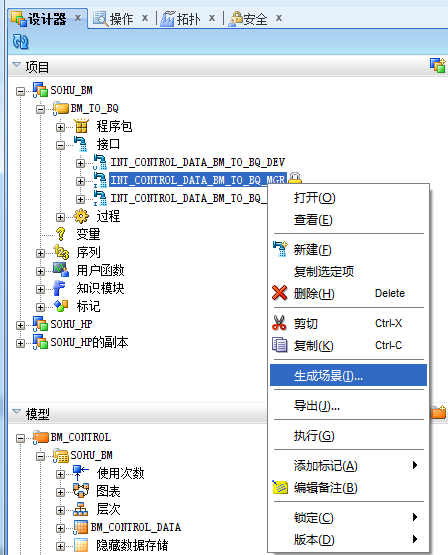 设计器 操作 拓扑 安全
项目
SOHU_BM
BM_TO_BQ
程序包
接口
INT_CONTROL_DATA_BM_TO_BQ_DEV
INT_CONTROL_DATA_BM_TO_BQ_MGR
INT_CONTROL_DATA_BM_TO_BQ_
过程
变量
序列
用户函数
知识模块
标记
SOHU_HP
SOHU_HP的副本
模型
BM_CONTROL
SOHU_BM
使用次数
图表
层次
BM_CONTROL_DATA
隐藏数据存储
打开(O)
查看(E)
新建(F)
复制选定项
删除(H) Delete
剪切 Ctrl-X
复制(K) Ctrl-C
生成场景(I)...
导出(J)...
执行(G)
添加标记(A)
编辑备注(B)
锁定(C)
版本(D)